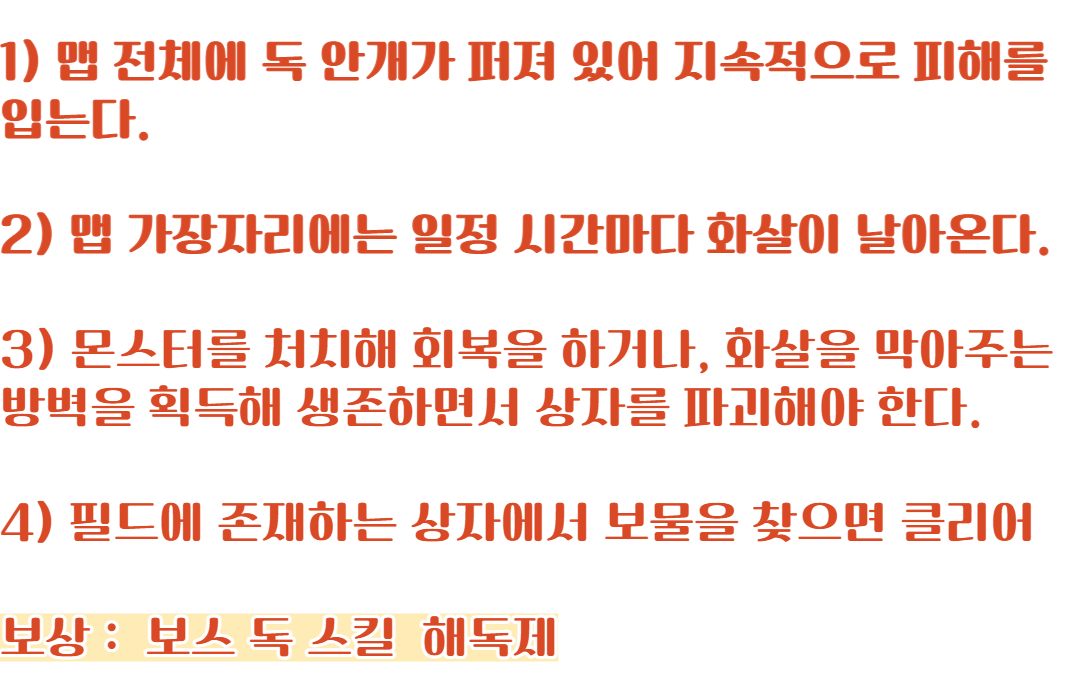 1) 맵 전체에 독 안개가 퍼져 있어 지속적으로 피해를
입는다.
2) 맵 가장자리에는 일정 시간마다 화살이 날아온다.
3) 몬스터를 처치해 회복을 하거나, 화살을 막아주는
방벽을 획득해 생존하면서 상자를 파괴해야 한다.
4) 필드에 존재하는 상자에서 보물을 찾으면 클리어
보상 : 보스 독 스킬 해독제